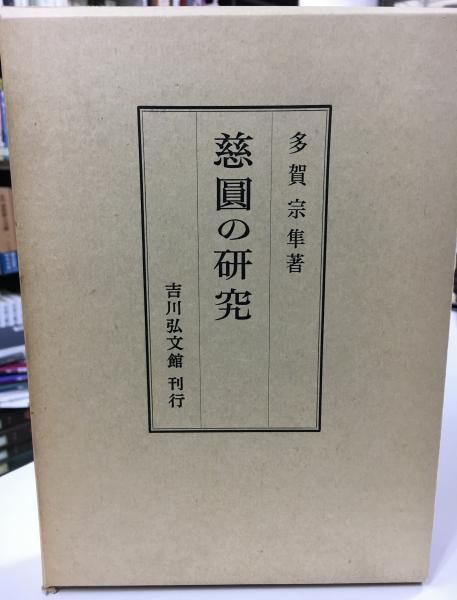 多賀宗隼著
慈圓の研究
吉川弘文館刊行